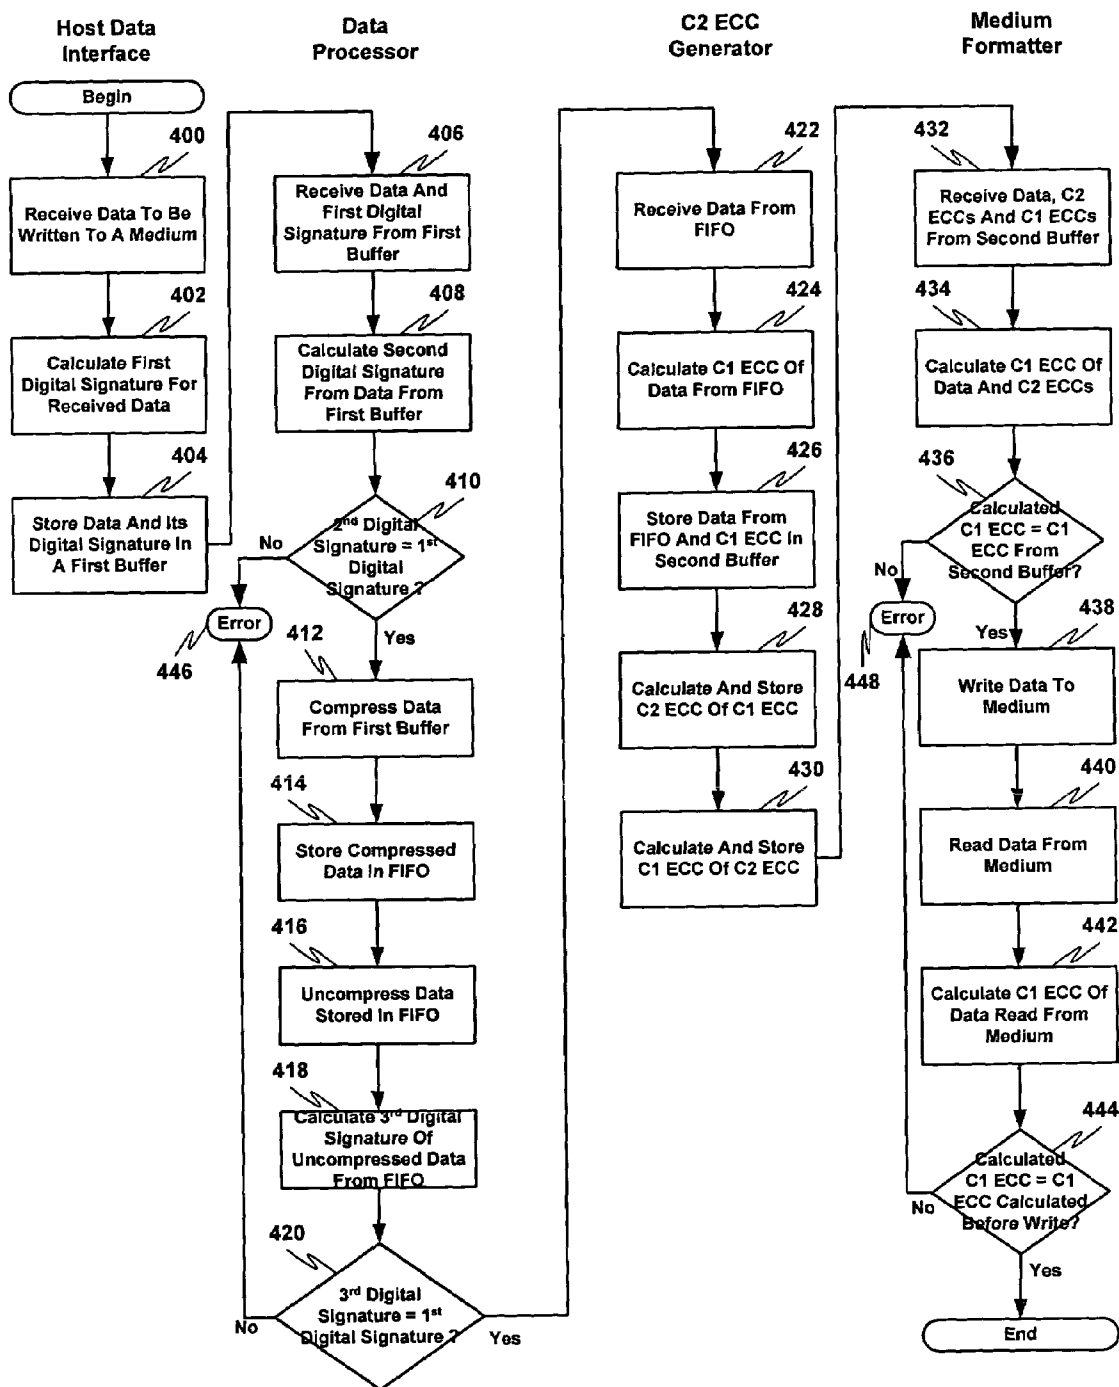 Host Data
Interface
Begin
400
Receive Data To Be
Written To A Medium
402
Calculate First
Digital Signature For
Received Data
404
Store Data And Its
Digital Signature In
A First Buffer
Data
Processor
406
Receive Data And
First Digital
Signature From First
Buffer
408
Calculate Second
Digital Signature
From Data From
First Buffer
410
2nd Digital
Signature = 1st
Digital
Signature ?
No
Error
446
Yes
412
Compress Data
From First Buffer
414
Store Compressed
Data In FIFO
416
Uncompress Data
Stored In FIFO
418
Calculate 3rd Digital
Signature Of
Uncompressed Data
From FIFO
420
3rd Digital
Signature = 1st
Digital Signature ?
No
Yes
C2 ECC
Generator
422
Receive Data From
FIFO
424
Calculate C1 ECC Of
Data From FIFO
426
Store Data From
FIFO And C1 ECC In
Second Buffer
428
Calculate And Store
C2 ECC Of C1 ECC
430
Calculate And Store
C1 ECC Of C2 ECC
Medium
Formatter
432
Receive Data, C2
ECCs And C1 ECCs
From Second Buffer
434
Calculate C1 ECC Of
Data And C2 ECCs
436
Calculated
C1 ECC = C1
ECC From
Second Buffer?
No
Error
448
Yes
438
Write Data To
Medium
440
Read Data From
Medium
442
Calculate C1 ECC Of
Data Read From
Medium
444
Calculated
C1 ECC = C1
ECC Calculated
Before Write?
No
Yes
End